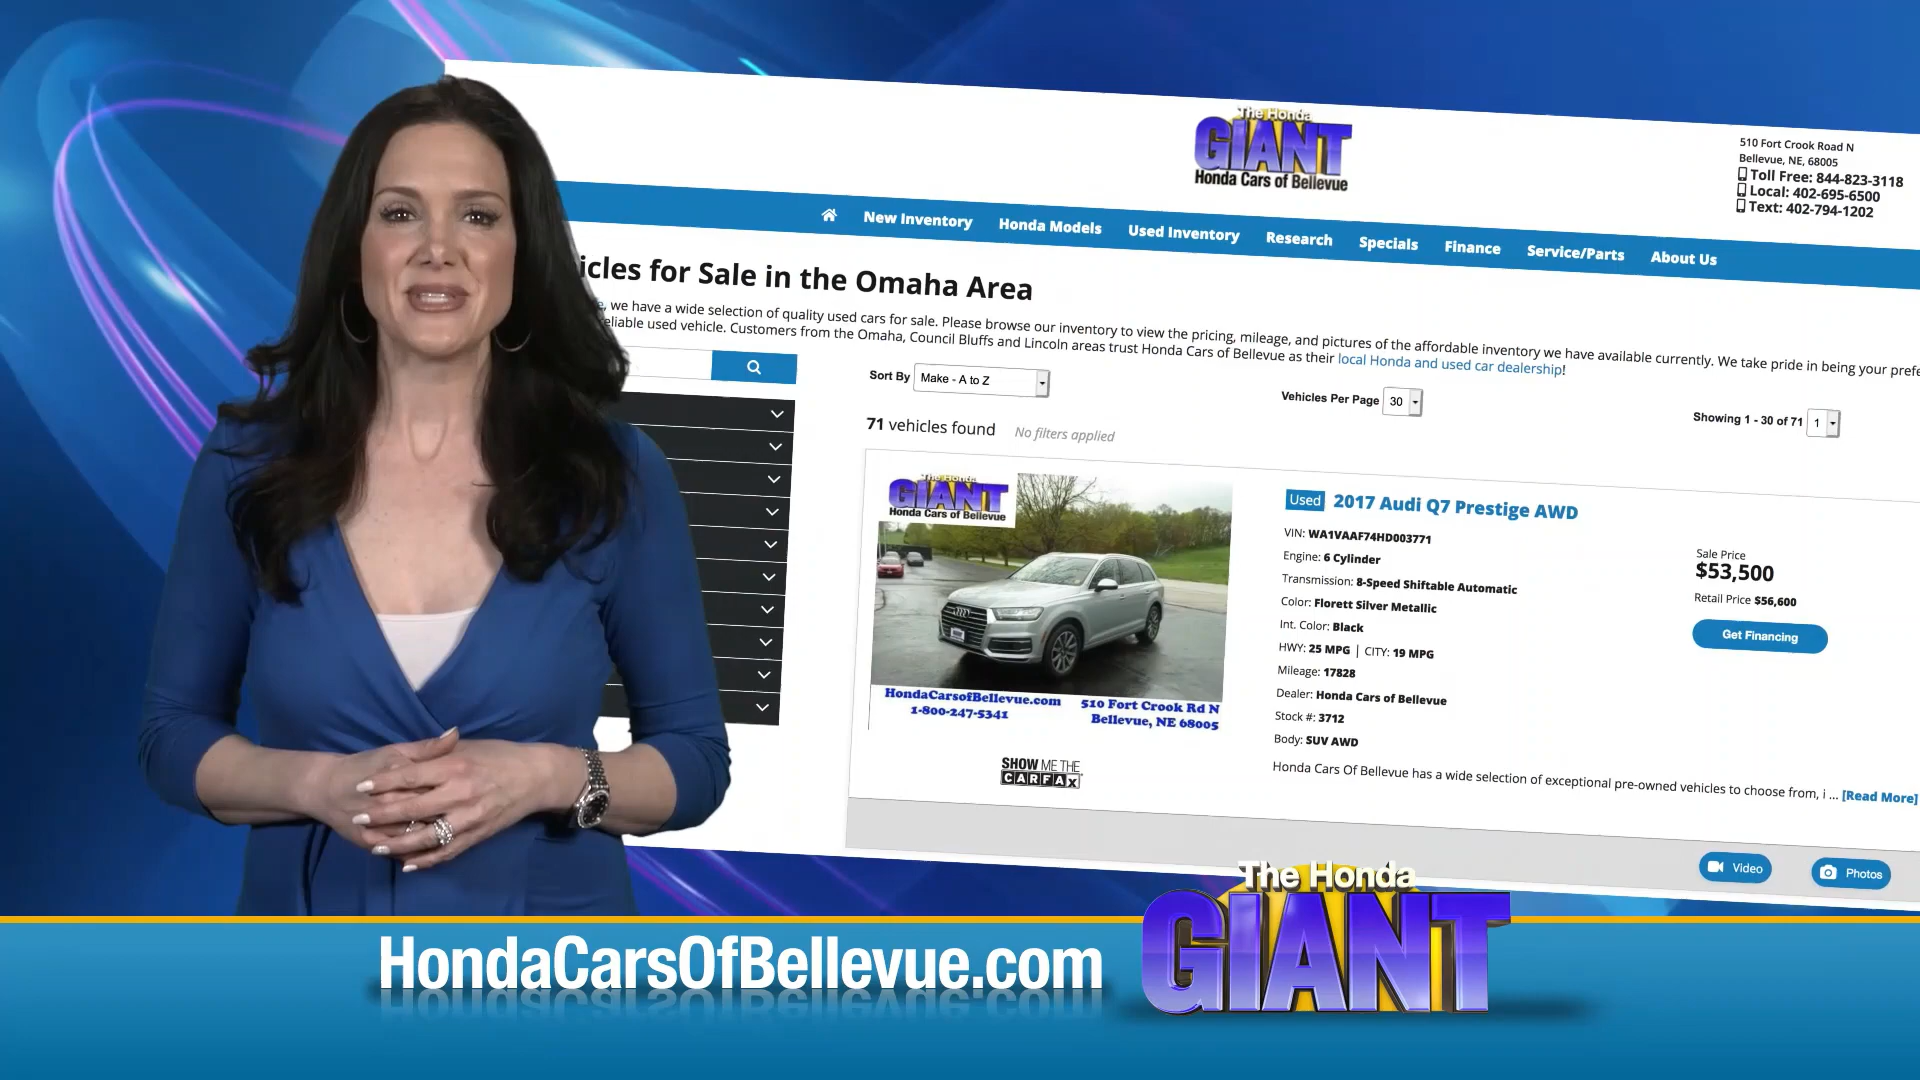 The Honda
GIANT
Honda Cars of Bellevue
510 Fort Crook Road N
Bellevue, NE, 68005
Toll Free: 844-823-3118
Local: 402-695-6500
Text: 402-794-1202
New Inventory Honda Models Used Inventory Research Specials Finance Service/Parts About Us
icles for Sale in the Omaha Area
e, we have a wide selection of quality used cars for sale. Please browse our inventory to view the pricing, mileage, and pictures of the affordable inventory we have available currently. We take pride in being your prefe
reliable used vehicle. Customers from the Omaha, Council Bluffs and Lincoln areas trust Honda Cars of Bellevue as their local Honda and used car dealership!
Sort By Make - A to Z
Vehicles Per Page 30
Showing 1 - 30 of 71 1
71 vehicles found No filters applied
The Honda
GIANT
Honda Cars of Bellevue
HondaCarsofBellevue.com
1-800-247-5341
510 Fort Crook Rd N
Bellevue, NE 68005
SHOW ME THE
CARFAX
Used 2017 Audi Q7 Prestige AWD
VIN: WA1VAAF74HD003771
Engine: 6 Cylinder
Transmission: 8-Speed Shiftable Automatic
Color: Florett Silver Metallic
Int. Color: Black
HWY: 25 MPG | CITY: 19 MPG
Mileage: 17828
Dealer: Honda Cars of Bellevue
Stock #: 3712
Body: SUV AWD
Honda Cars Of Bellevue has a wide selection of exceptional pre-owned vehicles to choose from, i ... [Read More]
Sale Price
$53,500
Retail Price $56,600
Get Financing
Video
Photos
HondaCarsOfBellevue.com
The Honda
GIANT